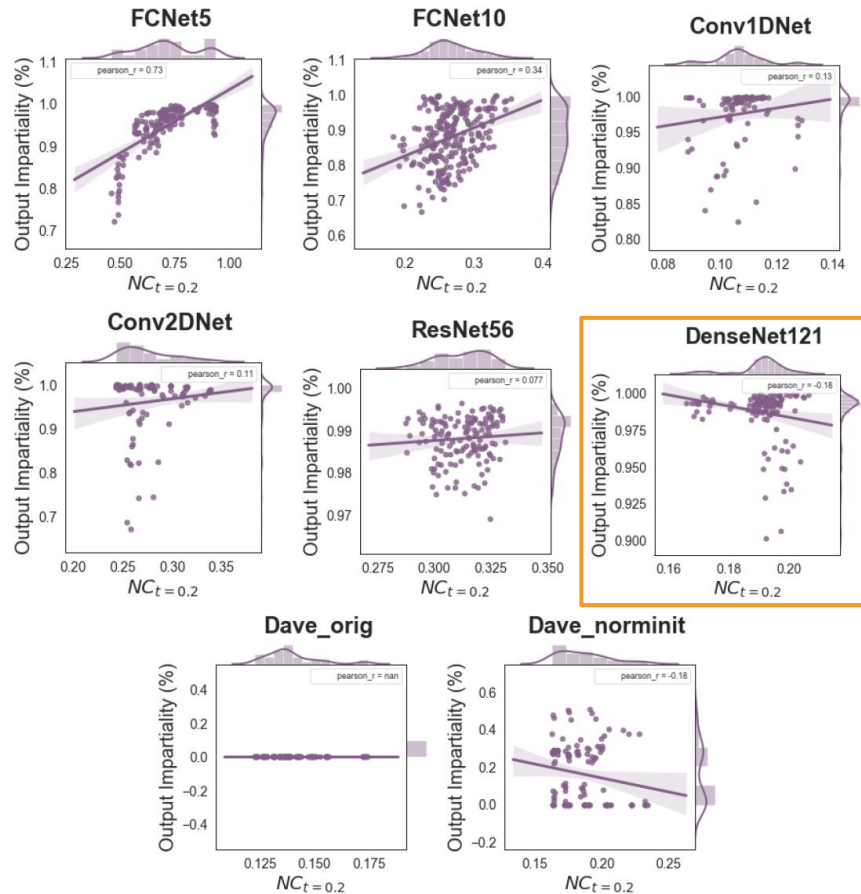 FCNet5
FCNet10
Conv1DNet
pearson_r = 0.73
pearson_r = 0.34
pearson_r = 0.13
Output Impartiality (%)
1.1
1.0
0.9
0.8
0.7
0.25 0.50 0.75 1.00
NC t = 0.2
Output Impartiality (%)
1.1
1.0
0.9
0.8
0.7
0.6
0.2 0.3 0.4
NC t = 0.2
Output Impartiality (%)
1.00
0.95
0.90
0.85
0.80
0.08 0.10 0.12 0.14
NC t = 0.2
Conv2DNet
ResNet56
DenseNet121
pearson_r = 0.11
pearson_r = 0.077
pearson_r = -0.18
Output Impartiality (%)
1.0
0.9
0.8
0.7
0.20 0.25 0.30 0.35
NC t = 0.2
Output Impartiality (%)
1.00
0.99
0.98
0.97
0.275 0.300 0.325 0.350
NC t = 0.2
Output Impartiality (%)
1.000
0.975
0.950
0.925
0.900
0.16 0.18 0.20
NC t = 0.2
Dave_orig
Dave_norminit
pearson_r = nan
pearson_r = -0.18
Output Impartiality (%)
0.4
0.2
0.0
−0.2
−0.4
0.125 0.150 0.175
NC t = 0.2
Output Impartiality (%)
0.6
0.4
0.2
0.0
−0.2
0.15 0.20 0.25
NC t = 0.2